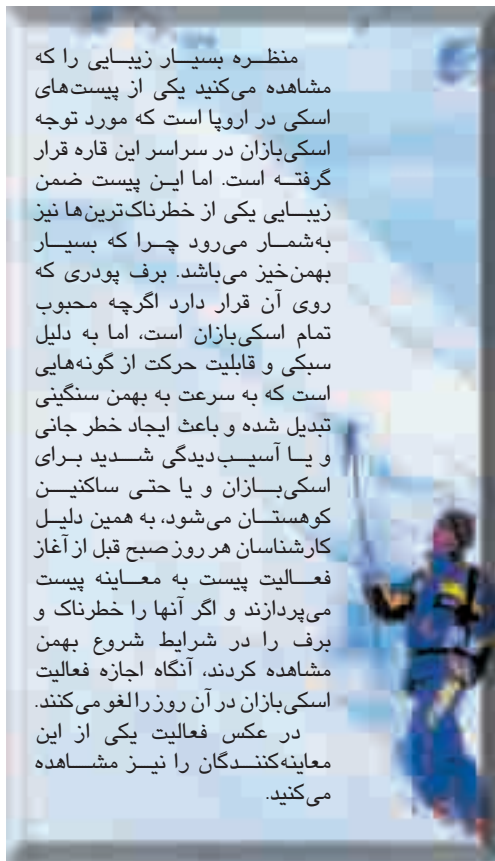 منظره بسیار زیبایی را که
مشاهده می‌کنید یکی از پیست‌های
اسکی در اروپا است که مورد توجه
اسکی‌بازان در سراسر این قاره قرار
گرفته است. اما این پیست ضمن
زیبایی یکی از خطرناک‌ترین‌ها نیز
به‌شمار می‌رود چرا که بسیار
بهمن‌خیز می‌باشد. برف پودری که
روی آن قرار دارد اگرچه محبوب
تمام اسکی‌بازان است، اما به دلیل
سبکی و قابلیت حرکت از گونه‌هایی
است که به سرعت به بهمن سنگینی
تبدیل شده و باعث ایجاد خطر جانی
و یا آسیب‌دیدگی شدید برای
اسکی‌بازان و یا حتی ساکنین
کوهستان می‌شود، به همین دلیل
کارشناسان هر روز صبح قبل از آغاز
فعالیت پیست به معاینه پیست
می‌پردازند و اگر آنها را خطرناک و
برف را در شرایط شروع بهمن
مشاهده کردند، آنگاه اجازه فعالیت
اسکی‌بازان در آن روز را لغو می‌کنند.
در عکس فعالیت یکی از این
معاینه‌کنندگان را نیز مشاهده
می‌کنید.